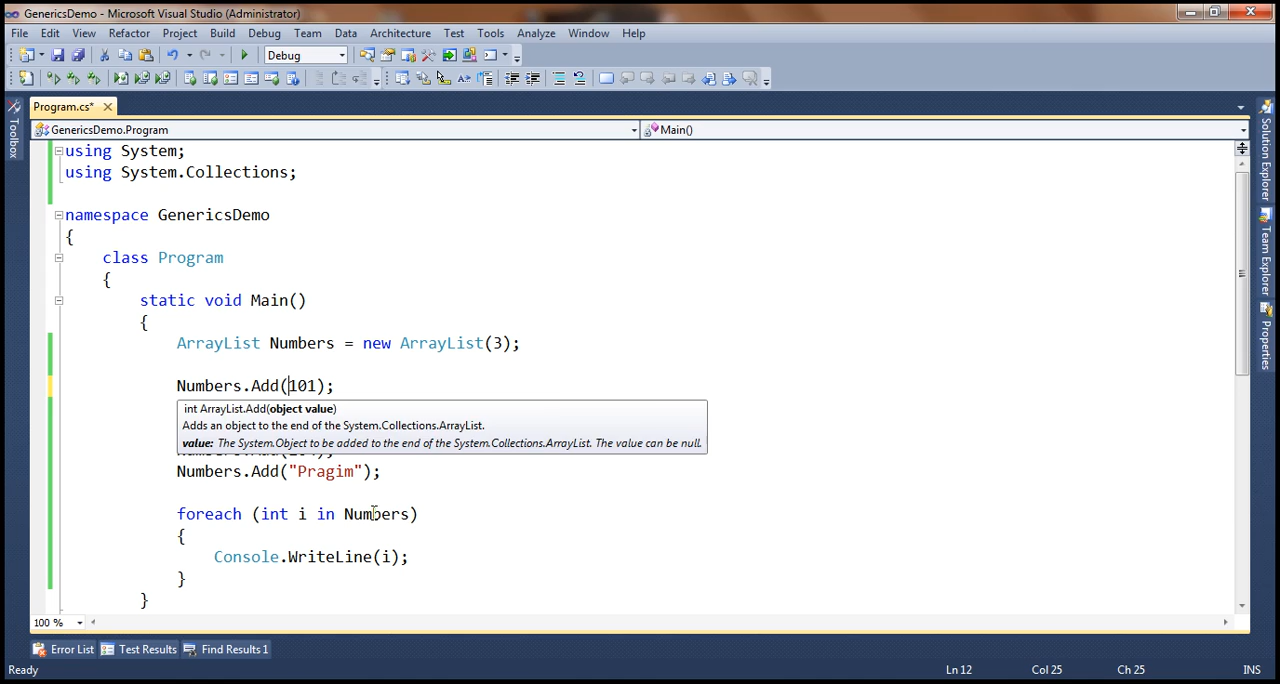 GenericsDemo - Microsoft Visual Studio (Administrator)
File Edit View Refactor Project Build Debug Team Data Architecture Test Tools Analyze Window Help
Debug
Program.cs*
GenericsDemo.Program Main()
Toolbox
Solution Explorer
Team Explorer
Properties
using System;
using System.Collections;
namespace GenericsDemo
{
class Program
{
static void Main()
{
ArrayList Numbers = new ArrayList(3);
Numbers.Add(101);
int ArrayList.Add(object value)
Adds an object to the end of the System.Collections.ArrayList.
value: The System.Object to be added to the end of the System.Collections.ArrayList. The value can be null.
Numbers.Add("Pragim");
foreach (int i in Numbers)
{
Console.WriteLine(i);
}
}
100 %
Error List Test Results Find Results 1
Ready Ln 12 Col 25 Ch 25 INS